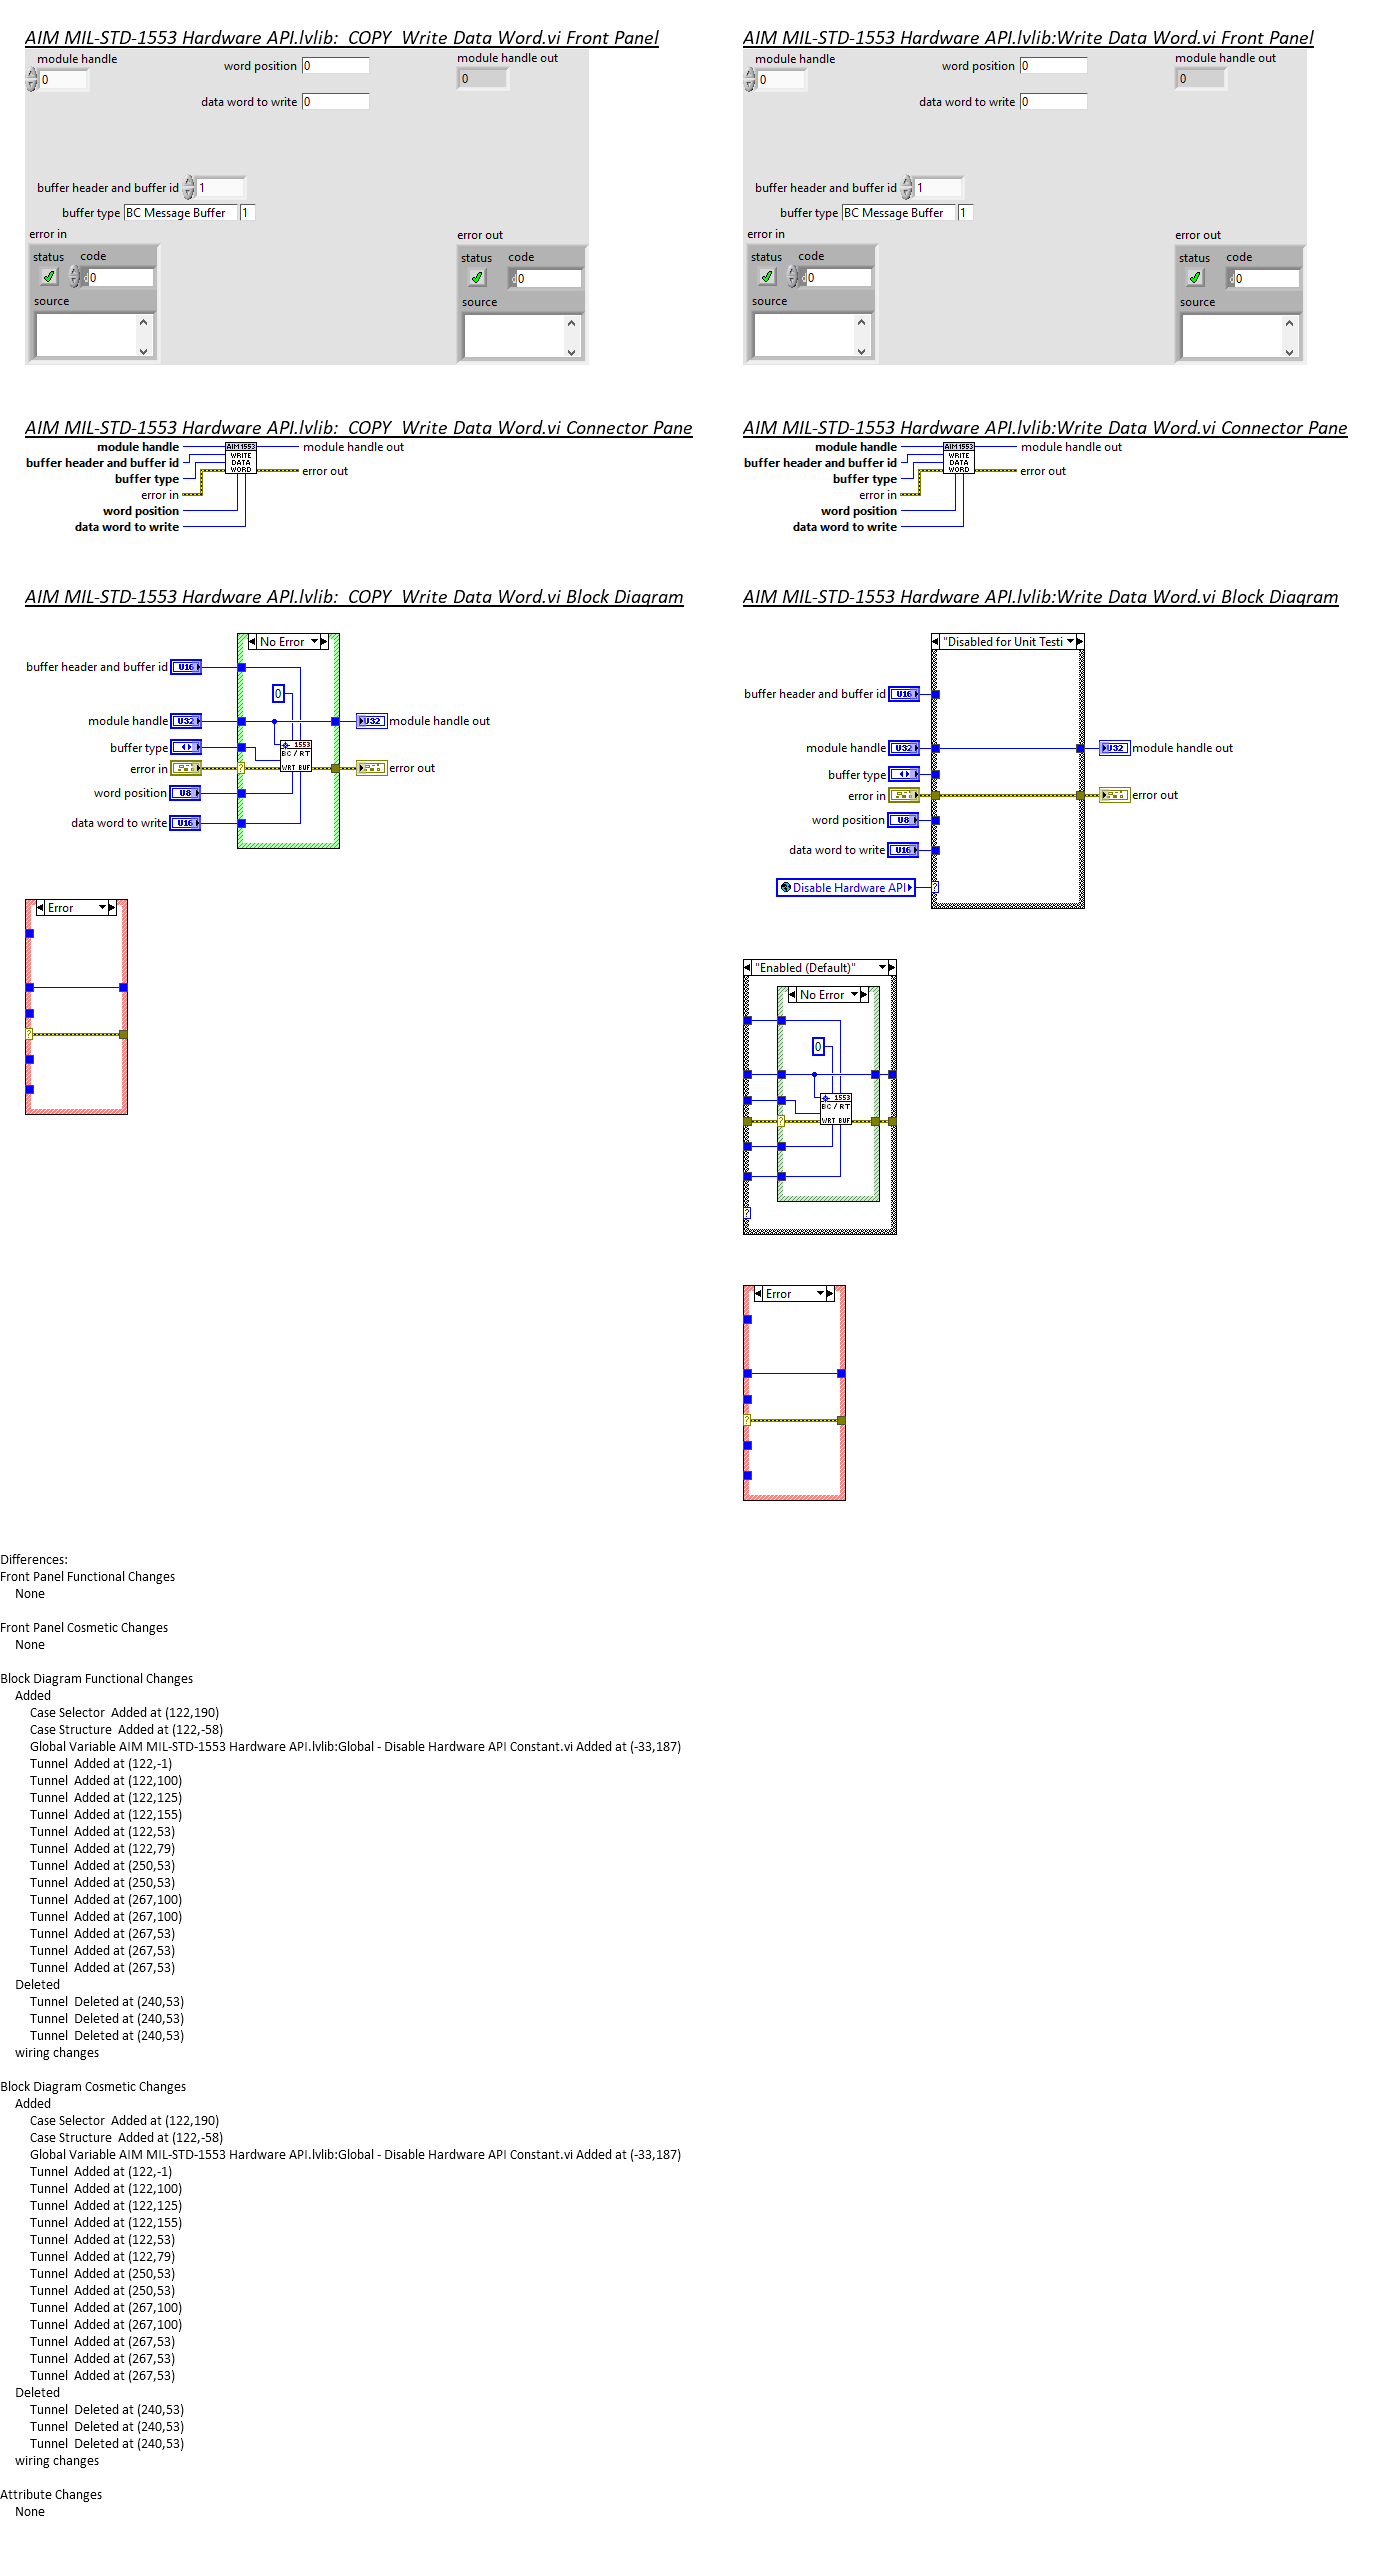 AIM MIL-STD-1553 Hardware API.lvlib:  COPY  Write Data Word.vi Front Panel
module handle
0
word position 0
module handle out
0
data word to write 0
buffer header and buffer id 1
buffer type BC Message Buffer 1
error in
error out
status code
0
status code
0
source
source
AIM MIL-STD-1553 Hardware API.lvlib:Write Data Word.vi Front Panel
module handle
0
word position 0
module handle out
0
data word to write 0
buffer header and buffer id 1
buffer type BC Message Buffer 1
error in
error out
status code
0
status code
0
source
source
AIM MIL-STD-1553 Hardware API.lvlib:  COPY  Write Data Word.vi Connector Pane
module handle
AIM1553
WRITE
DATA
WORD
module handle out
buffer header and buffer id
error out
buffer type
error in
word position
data word to write
AIM MIL-STD-1553 Hardware API.lvlib:Write Data Word.vi Connector Pane
module handle
AIM1553
WRITE
DATA
WORD
module handle out
buffer header and buffer id
error out
buffer type
error in
word position
data word to write
AIM MIL-STD-1553 Hardware API.lvlib:  COPY  Write Data Word.vi Block Diagram
No Error
buffer header and buffer id U16
0
module handle U32
U32 module handle out
buffer type
1553
BC / RT
WRT BUF
error in
error out
word position U8
data word to write U16
Error
?
AIM MIL-STD-1553 Hardware API.lvlib:Write Data Word.vi Block Diagram
"Disabled for Unit Testi
buffer header and buffer id U16
module handle U32
U32 module handle out
buffer type
error in
error out
word position U8
data word to write U16
Disable Hardware API
?
"Enabled (Default)"
No Error
0
1553
BC / RT
WRT BUF
?
?
Error
?
Differences:
Front Panel Functional Changes
None
Front Panel Cosmetic Changes
None
Block Diagram Functional Changes
Added
Case Selector  Added at (122,190)
Case Structure  Added at (122,-58)
Global Variable AIM MIL-STD-1553 Hardware API.lvlib:Global - Disable Hardware API Constant.vi Added at (-33,187)
Tunnel  Added at (122,-1)
Tunnel  Added at (122,100)
Tunnel  Added at (122,125)
Tunnel  Added at (122,155)
Tunnel  Added at (122,53)
Tunnel  Added at (122,79)
Tunnel  Added at (250,53)
Tunnel  Added at (250,53)
Tunnel  Added at (267,100)
Tunnel  Added at (267,100)
Tunnel  Added at (267,53)
Tunnel  Added at (267,53)
Tunnel  Added at (267,53)
Deleted
Tunnel  Deleted at (240,53)
Tunnel  Deleted at (240,53)
Tunnel  Deleted at (240,53)
wiring changes
Block Diagram Cosmetic Changes
Added
Case Selector  Added at (122,190)
Case Structure  Added at (122,-58)
Global Variable AIM MIL-STD-1553 Hardware API.lvlib:Global - Disable Hardware API Constant.vi Added at (-33,187)
Tunnel  Added at (122,-1)
Tunnel  Added at (122,100)
Tunnel  Added at (122,125)
Tunnel  Added at (122,155)
Tunnel  Added at (122,53)
Tunnel  Added at (122,79)
Tunnel  Added at (250,53)
Tunnel  Added at (250,53)
Tunnel  Added at (267,100)
Tunnel  Added at (267,100)
Tunnel  Added at (267,53)
Tunnel  Added at (267,53)
Tunnel  Added at (267,53)
Deleted
Tunnel  Deleted at (240,53)
Tunnel  Deleted at (240,53)
Tunnel  Deleted at (240,53)
wiring changes
Attribute Changes
None